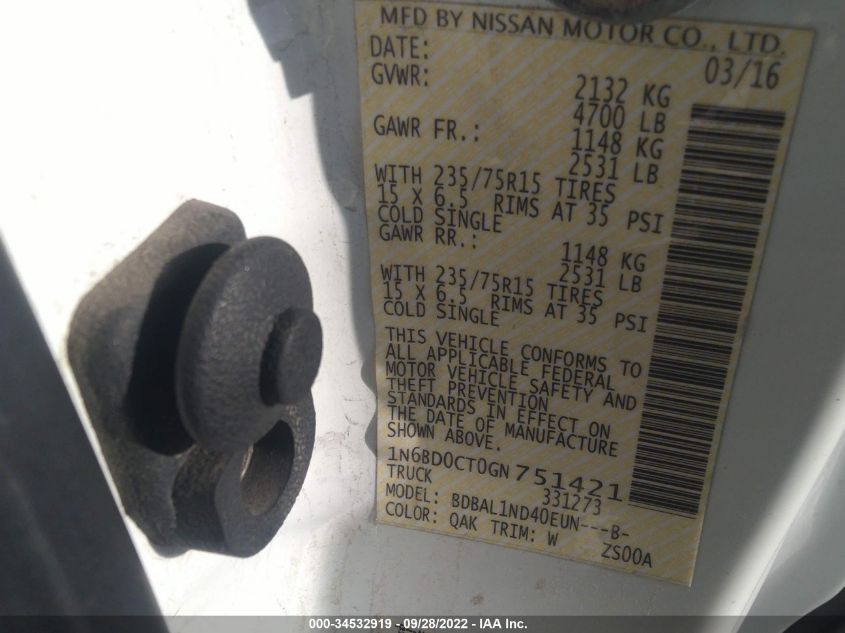 MFD BY NISSAN MOTOR CO., LTD.
DATE: 03/16
GVWR: 2132 KG
4700 LB
GAWR FR.: 1148 KG
2531 LB
WITH 235/75R15 TIRES
15 X 6.5 RIMS AT 35 PSI
COLD SINGLE
GAWR RR.: 1148 KG
2531 LB
WITH 235/75R15 TIRES
15 X 6.5 RIMS AT 35 PSI
COLD SINGLE
THIS VEHICLE CONFORMS TO
ALL APPLICABLE FEDERAL
MOTOR VEHICLE SAFETY AND
THEFT PREVENTION
STANDARDS IN EFFECT ON
THE DATE OF MANUFACTURE
SHOWN ABOVE.
1N6BD0CT0GN751421
TRUCK 331273
MODEL: BDBAL1ND40EUN---B-
COLOR: QAK TRIM: W ZS00A
000-34532919 - 09/28/2022 - IAA Inc.